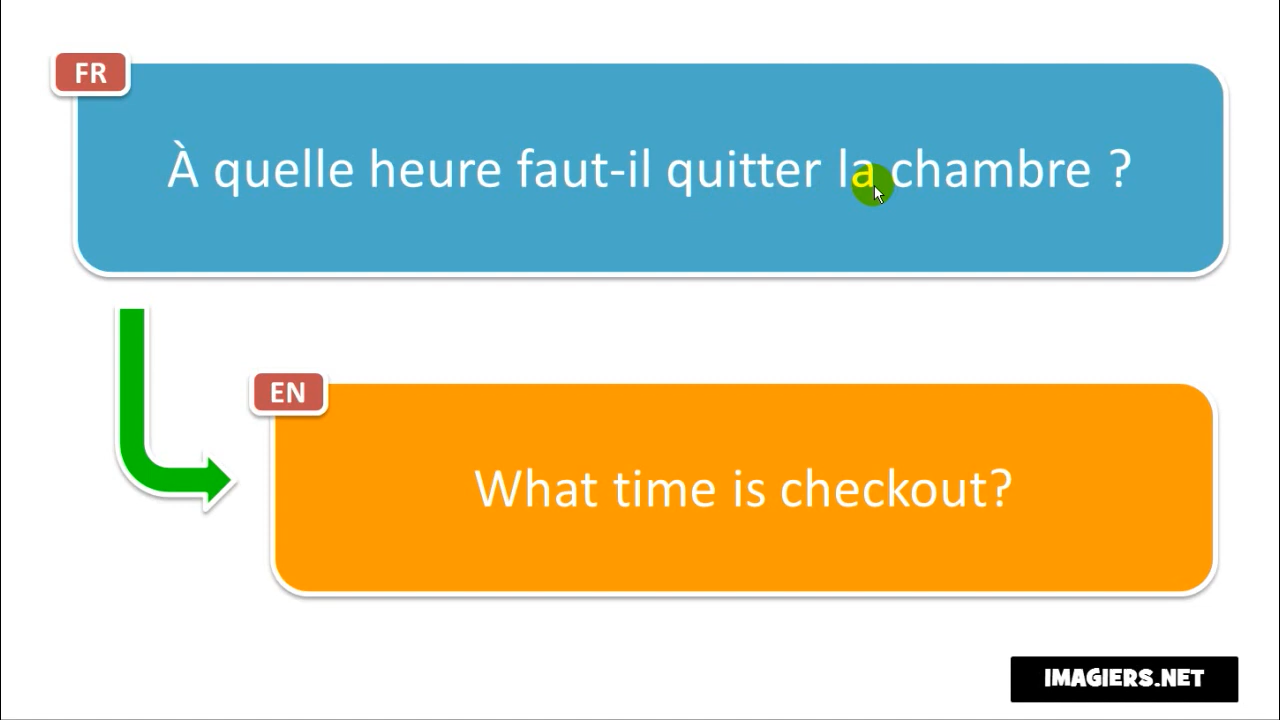 FR
À quelle heure faut-il quitter la chambre ?
EN
What time is checkout?
IMAGIERS.NET